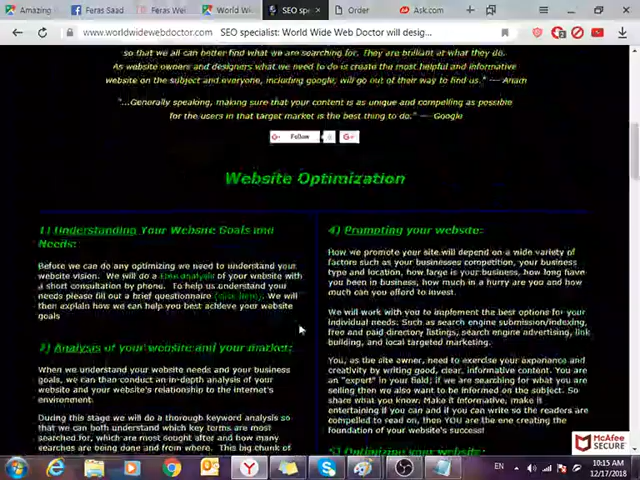 Amazing
Feras Saad
Feras Wei
World Wide
SEO spe
Order
Ask.com
www.worldwidewebdoctor.com
SEO specialist: World Wide Web Doctor will desig...
so that we all can better find what we are searching for. They are brilliant at what they do.
As website owners and designers what we need to do is create the most helpful and informative
website on the subject and everyone, including google, will go out of their way to find us." — Anam
"...Generally speaking, making sure that your content is as unique and compelling as possible
for the users in that target market is the best thing to do." — Google
Follow
0
G+
Website Optimization
1) Understanding Your Website Goals and
Needs:
Before we can do any optimizing we need to understand your
website vision. We will do a free analysis of your website with
a short consultation by phone. To help us understand your
needs please fill out a brief questionnaire (click here). We will
then explain how we can help you best achieve your website
goals
2) Analysis of your website and your market:
When we understand your website needs and your business
goals, we can then conduct an in-depth analysis of your
website and your website's relationship to the internet's
environment.
During this stage we will do a thorough keyword analysis so
that we can both understand which key terms are most
searched for, which are most sought after and how many
searches are being done and from where. This big chunk of
4) Promoting your website:
How we promote your site will depend on a wide variety of
factors such as your businesses competition, your business
type and location, how large is your business, how long have
you been in business, how much in a hurry are you and how
much can you afford to invest.
We will work with you to implement the best options for your
individual needs. Such as search engine submission/indexing,
free and paid directory listings, search engine advertising, link
building, and local targeted marketing.
You, as the site owner, need to exercise your experience and
creativity by writing good, clear, informative content. You are
an "expert" in your field; if we are searching for what you are
selling then we also want to be informed on the subject. So
share what you know: Make it informative, make it
entertaining if you can and if you can write so the readers are
compelled to read on, then YOU are the one creating the
foundation of your website's success!
5) Optimizing your website:
McAfee
SECURE
EN
10:15 AM
12/17/2018